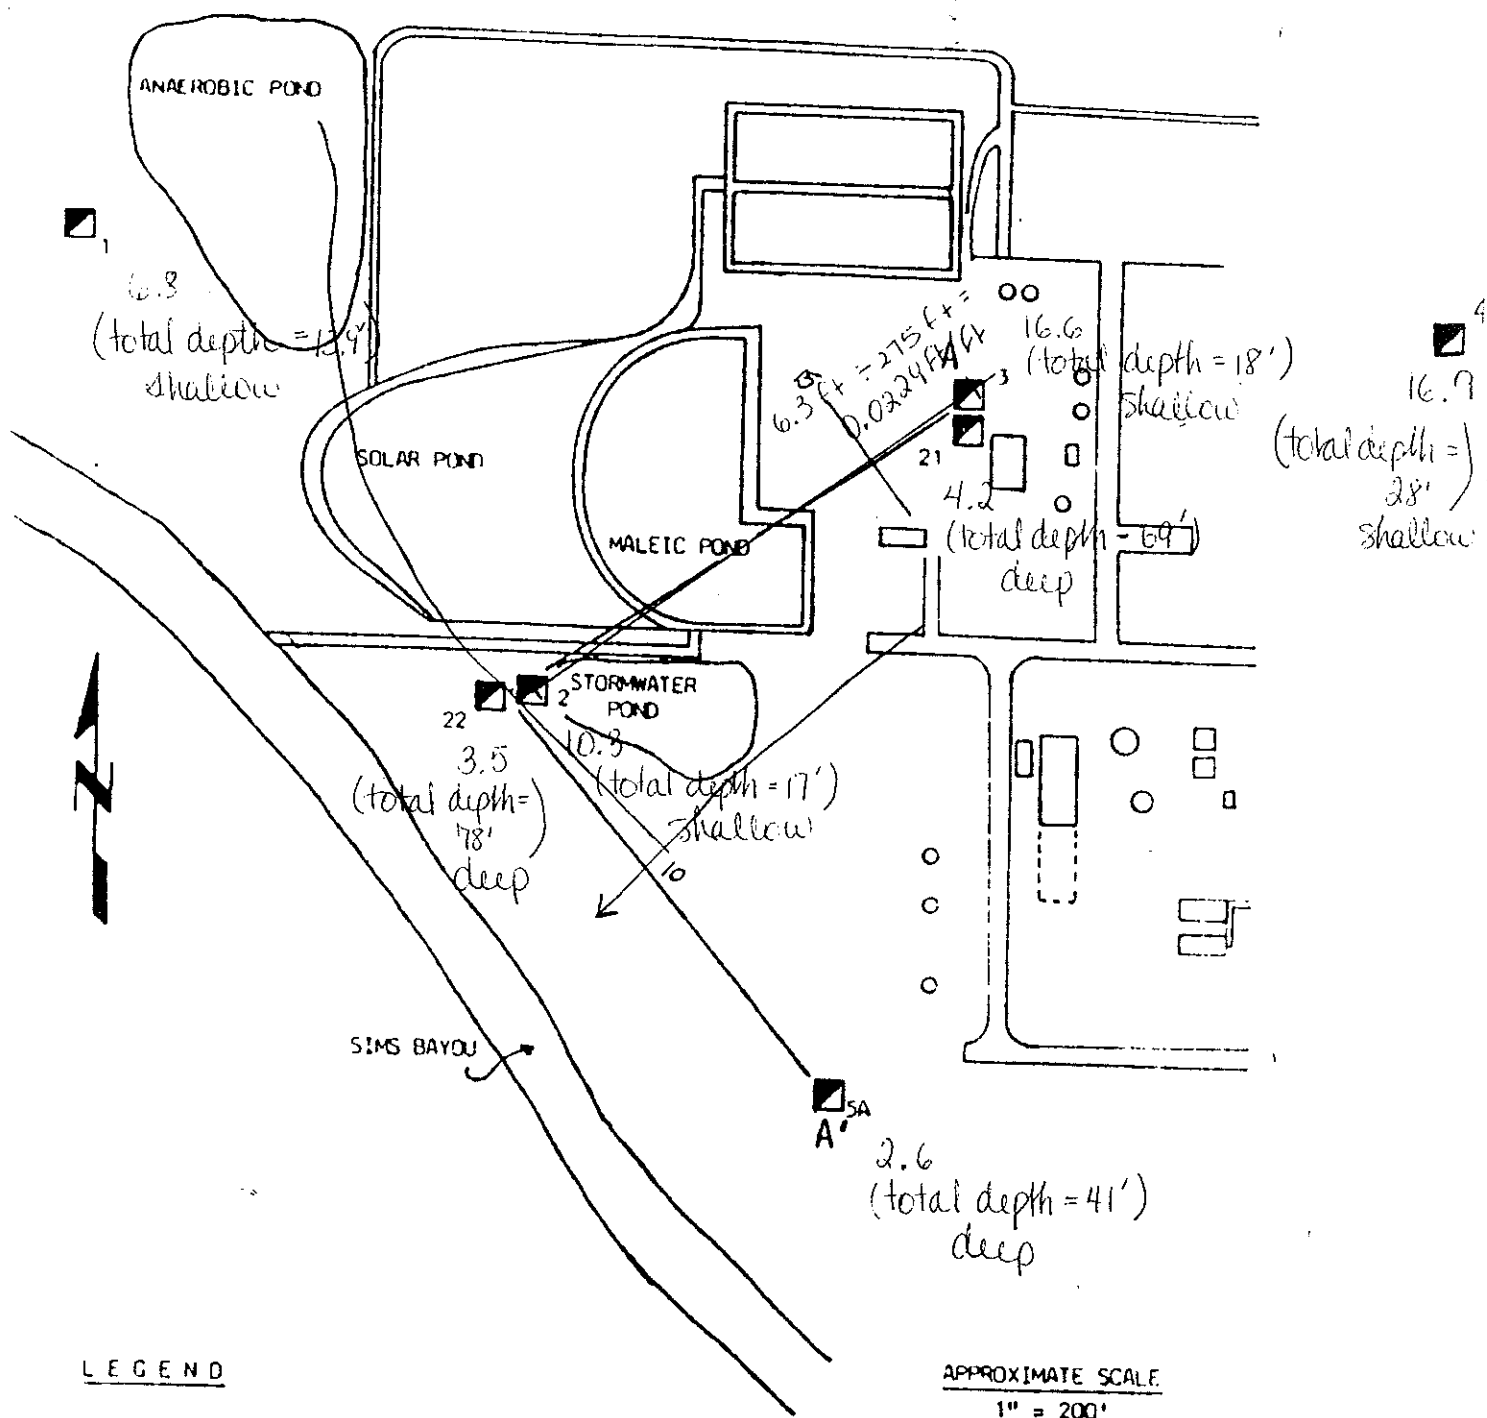 ANAEROBIC POND
1
6.8
(total depth = 13.4')
shallow
6.3 ft ÷ 275 ft =
0.0224 ft/ft
A
3
16.6
(total depth = 18')
shallow
4
16.7
(total depth =
28')
shallow
SOLAR POND
21
4.2
(total depth - 69')
deep
MALEIC POND
STORMWATER
POND
2
10.3
(total depth = 17')
shallow
22
3.5
(total depth=
78')
deep
10
N
SIMS BAYOU
5A
A'
2.6
(total depth = 41')
deep
LEGEND
APPROXIMATE SCALE
1" = 200'